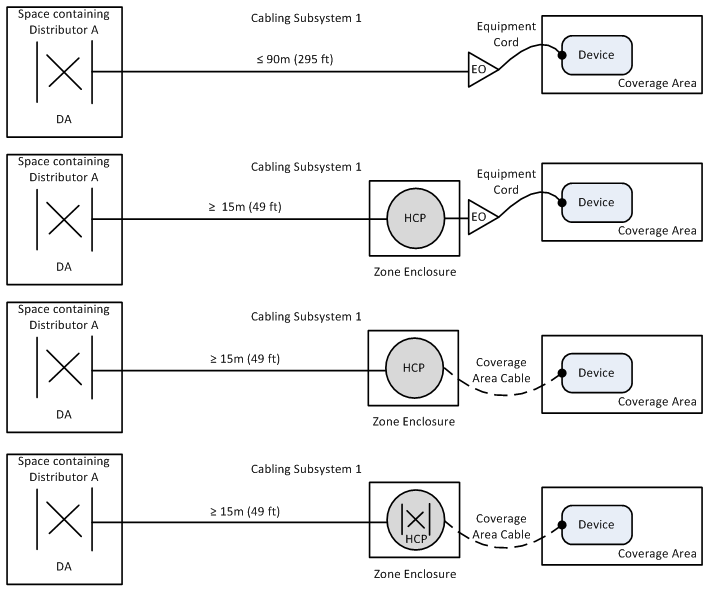 Space containing
Distributor A
DA
Cabling Subsystem 1
≤ 90m (295 ft)
EO
Equipment
Cord
Device
Coverage Area
Space containing
Distributor A
DA
Cabling Subsystem 1
≥ 15m (49 ft)
HCP
Zone Enclosure
EO
Equipment
Cord
Device
Coverage Area
Space containing
Distributor A
DA
Cabling Subsystem 1
≥ 15m (49 ft)
HCP
Zone Enclosure
Coverage
Area Cable
Device
Coverage Area
Space containing
Distributor A
DA
Cabling Subsystem 1
≥ 15m (49 ft)
HCP
Zone Enclosure
Coverage
Area Cable
Device
Coverage Area